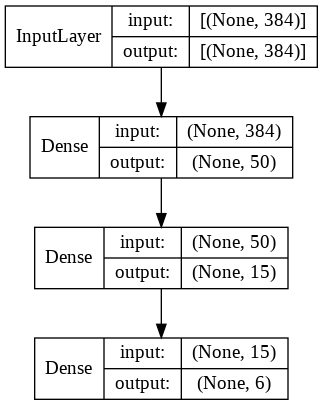 InputLayer
input: [(None, 384)]
output: [(None, 384)]
Dense
input: (None, 384)
output: (None, 50)
Dense
input: (None, 50)
output: (None, 15)
Dense
input: (None, 15)
output: (None, 6)